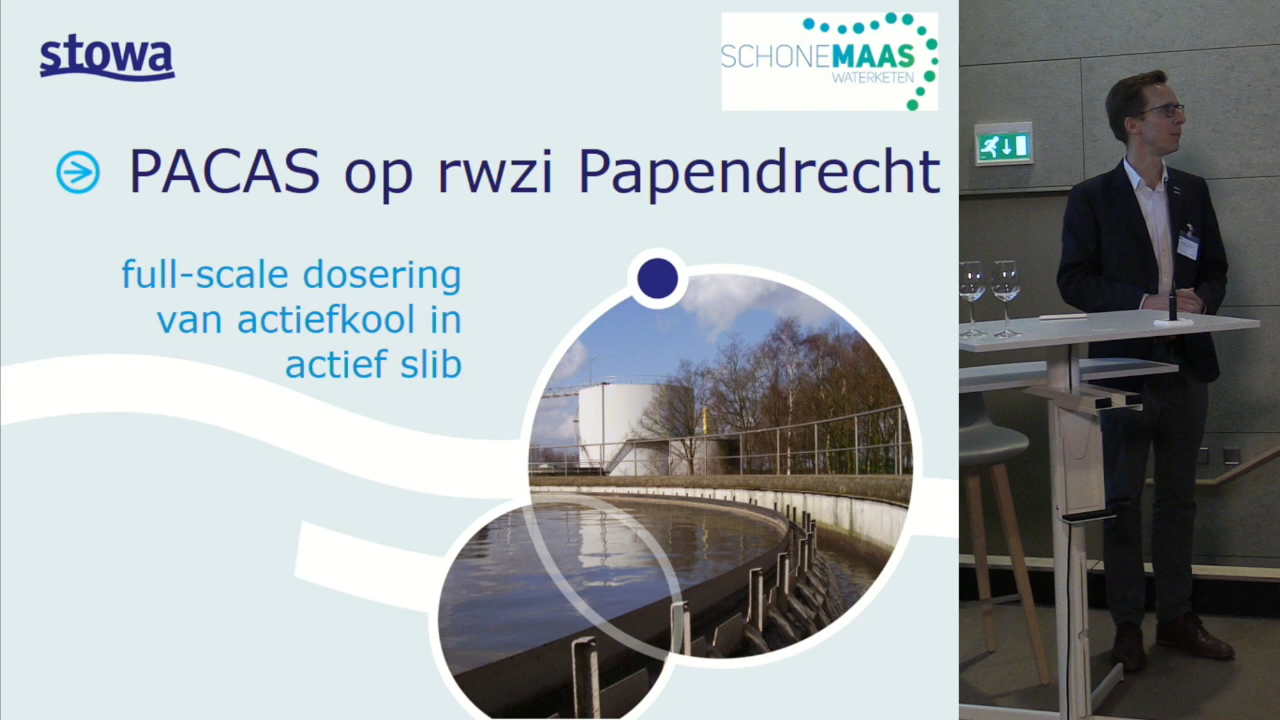 stowa
SCHONEMAAS
WATERKETEN
PACAS op rwzi Papendrecht
full-scale dosering
van actiefkool in
actief slib